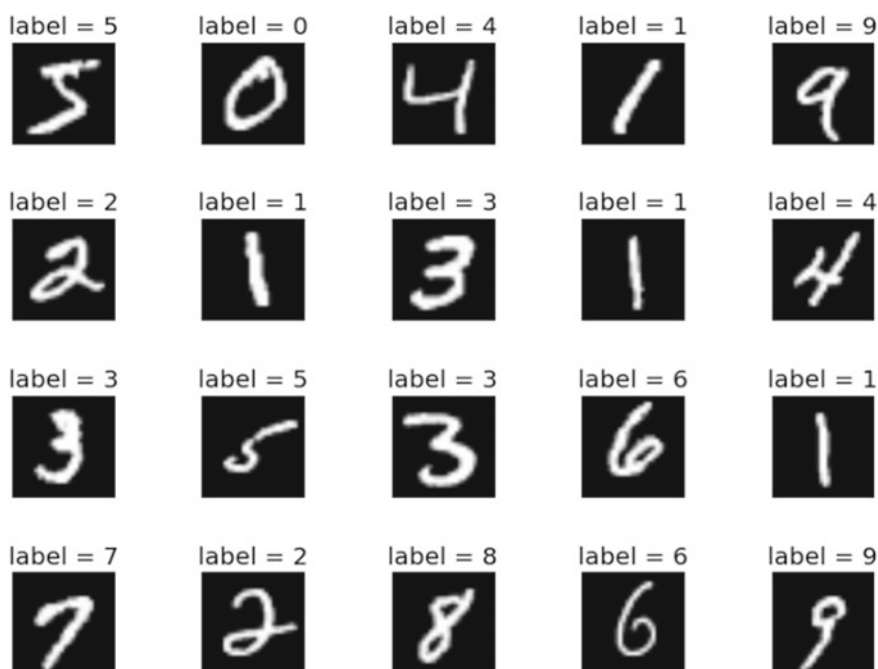 label = 5 label = 0 label = 4 label = 1 label = 9
5 0 4 1 9
label = 2 label = 1 label = 3 label = 1 label = 4
2 1 3 1 4
label = 3 label = 5 label = 3 label = 6 label = 1
3 5 3 6 1
label = 7 label = 2 label = 8 label = 6 label = 9
7 2 8 6 9